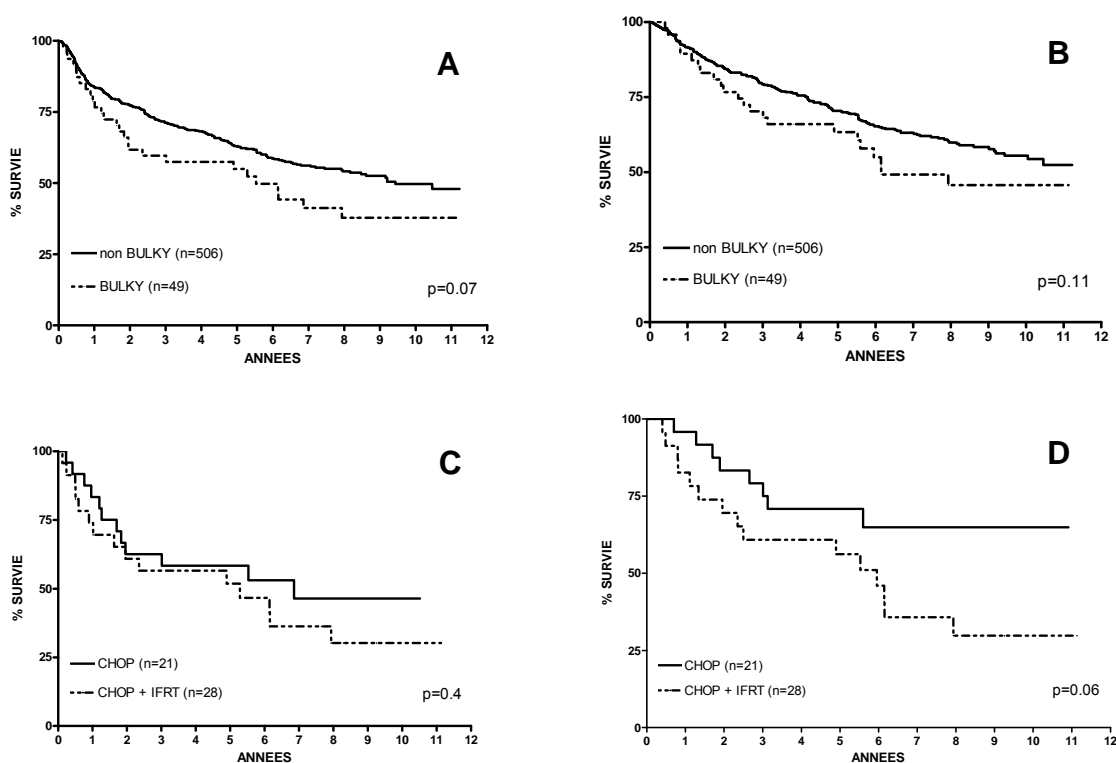 A
100
75
50
25
0
% SURVIE
non BULKY (n=506)
BULKY (n=49)
p=0.07
0 1 2 3 4 5 6 7 8 9 10 11 12
ANNEES
B
100
75
50
25
0
% SURVIE
non BULKY (n=506)
BULKY (n=49)
p=0.11
0 1 2 3 4 5 6 7 8 9 10 11 12
ANNEES
C
100
75
50
25
0
% SURVIE
CHOP (n=21)
CHOP + IFRT (n=28)
p=0.4
0 1 2 3 4 5 6 7 8 9 10 11 12
ANNEES
D
100
75
50
25
0
% SURVIE
CHOP (n=21)
CHOP + IFRT (n=28)
p=0.06
0 1 2 3 4 5 6 7 8 9 10 11 12
ANNEES